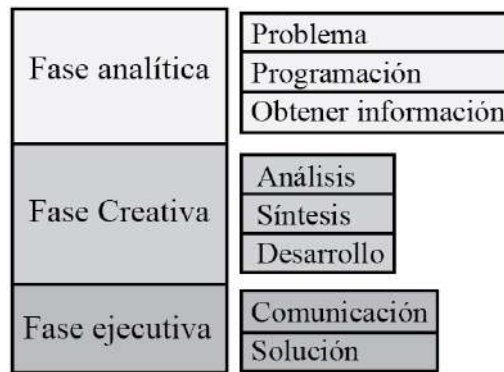 Fase analítica
Problema
Programación
Obtener información
Fase Creativa
Análisis
Síntesis
Desarrollo
Fase ejecutiva
Comunicación
Solución